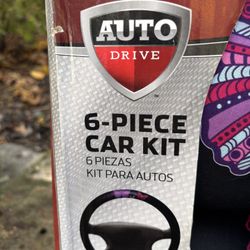 AUTO
DRIVE
6-PIECE
CAR KIT
6 PIEZAS
KIT PARA AUTOS